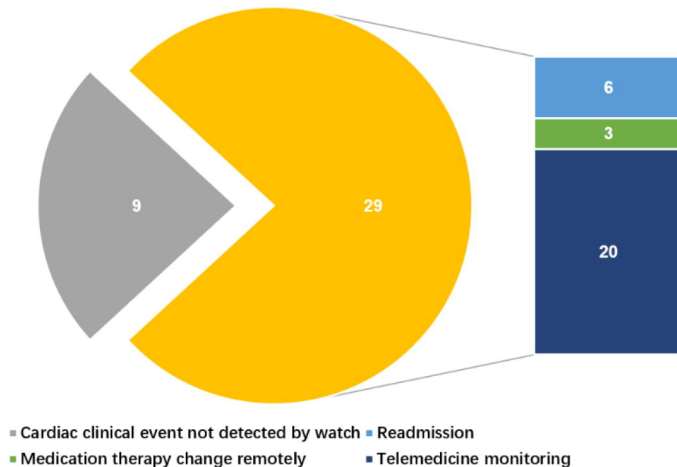 6
3
9
29
20
Cardiac clinical event not detected by watch
Readmission
Medication therapy change remotely
Telemedicine monitoring